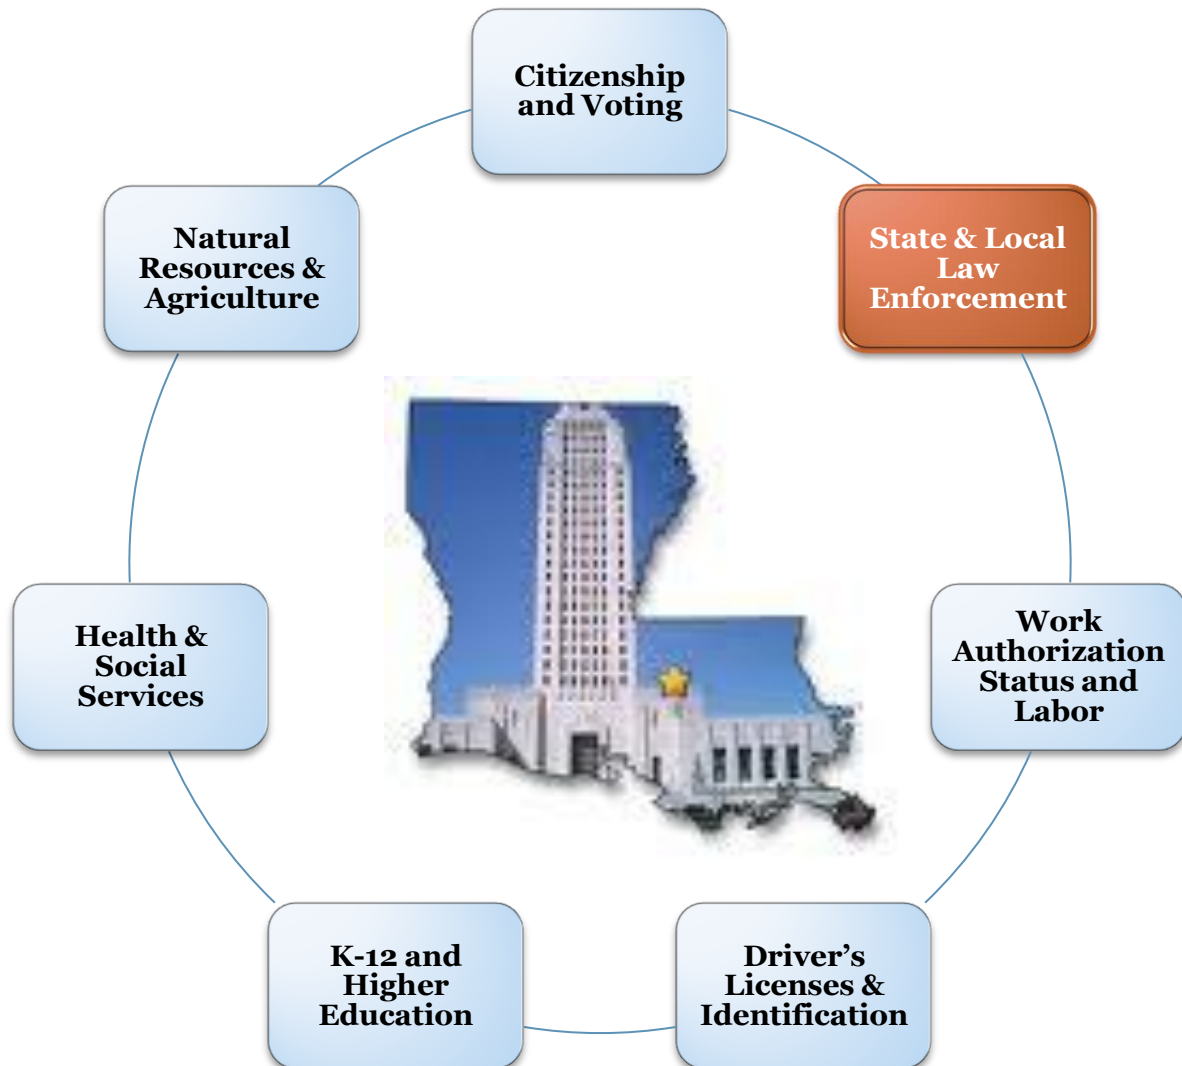 Citizenship
and Voting
State & Local
Law
Enforcement
Work
Authorization
Status and
Labor
Driver’s
Licenses &
Identification
K-12 and
Higher
Education
Health &
Social
Services
Natural
Resources &
Agriculture